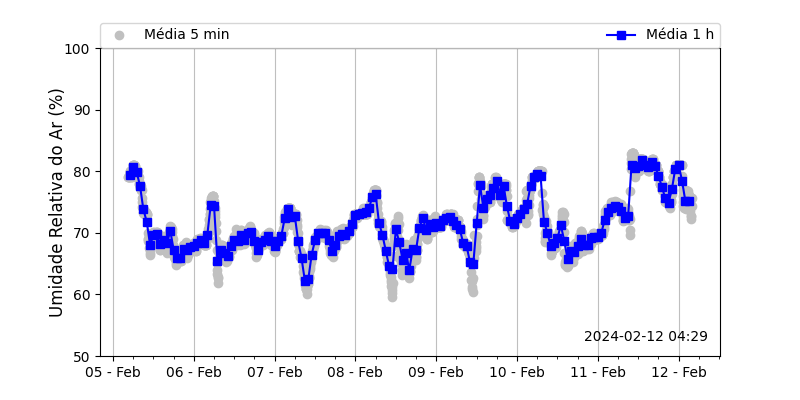 Média 5 min
Média 1 h
Umidade Relativa do Ar (%)
100
90
80
70
60
50
2024-02-12 04:29
05 - Feb
06 - Feb
07 - Feb
08 - Feb
09 - Feb
10 - Feb
11 - Feb
12 - Feb